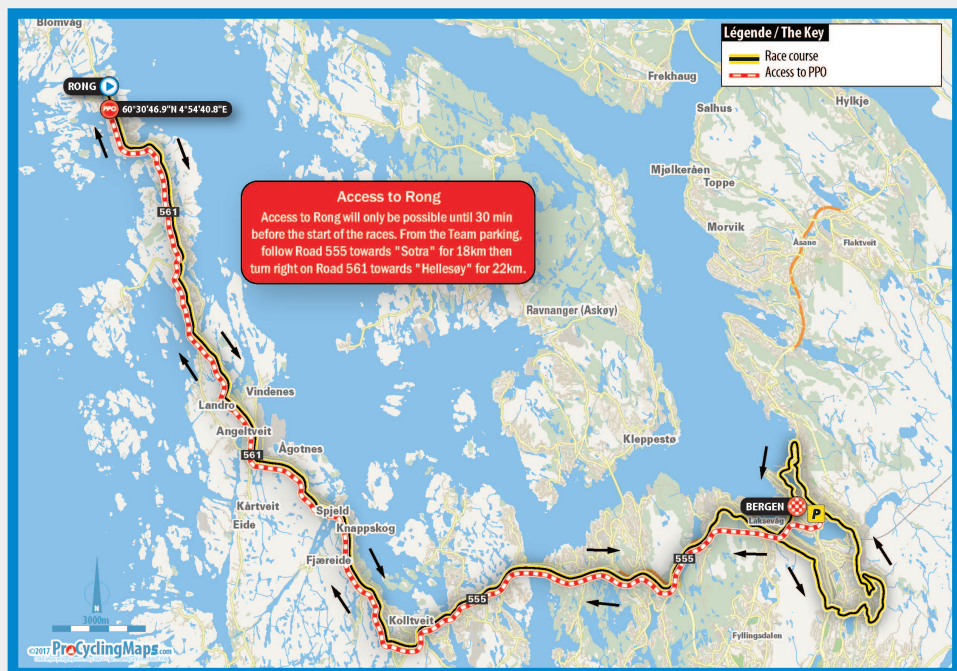 Blomvåg
Légende / The Key
Race course
Access to PPO
Frekhaug
RONG
PPO
60°30'46.9"N 4°54'40.8"E
Salhus
Hylkje
Mjølkeråen
Toppe
Access to Rong
Access to Rong will only be possible until 30 min
before the start of the races. From the Team parking,
follow Road 555 towards "Sotra" for 18km then
turn right on Road 561 towards "Hellesøy" for 22km.
561
Morvik
Åsane
Flaktveit
Ravnanger (Askøy)
Vindenes
Landro
Angeltveit
Kleppestø
Ågotnes
561
Kårtveit
Spjeld
Eide
Knappskog
BERGEN
P
Laksevåg
Fjæreide
555
N
3000m
555
Kolltveit
Fyllingsdalen
©2017 ProCyclingMaps.com